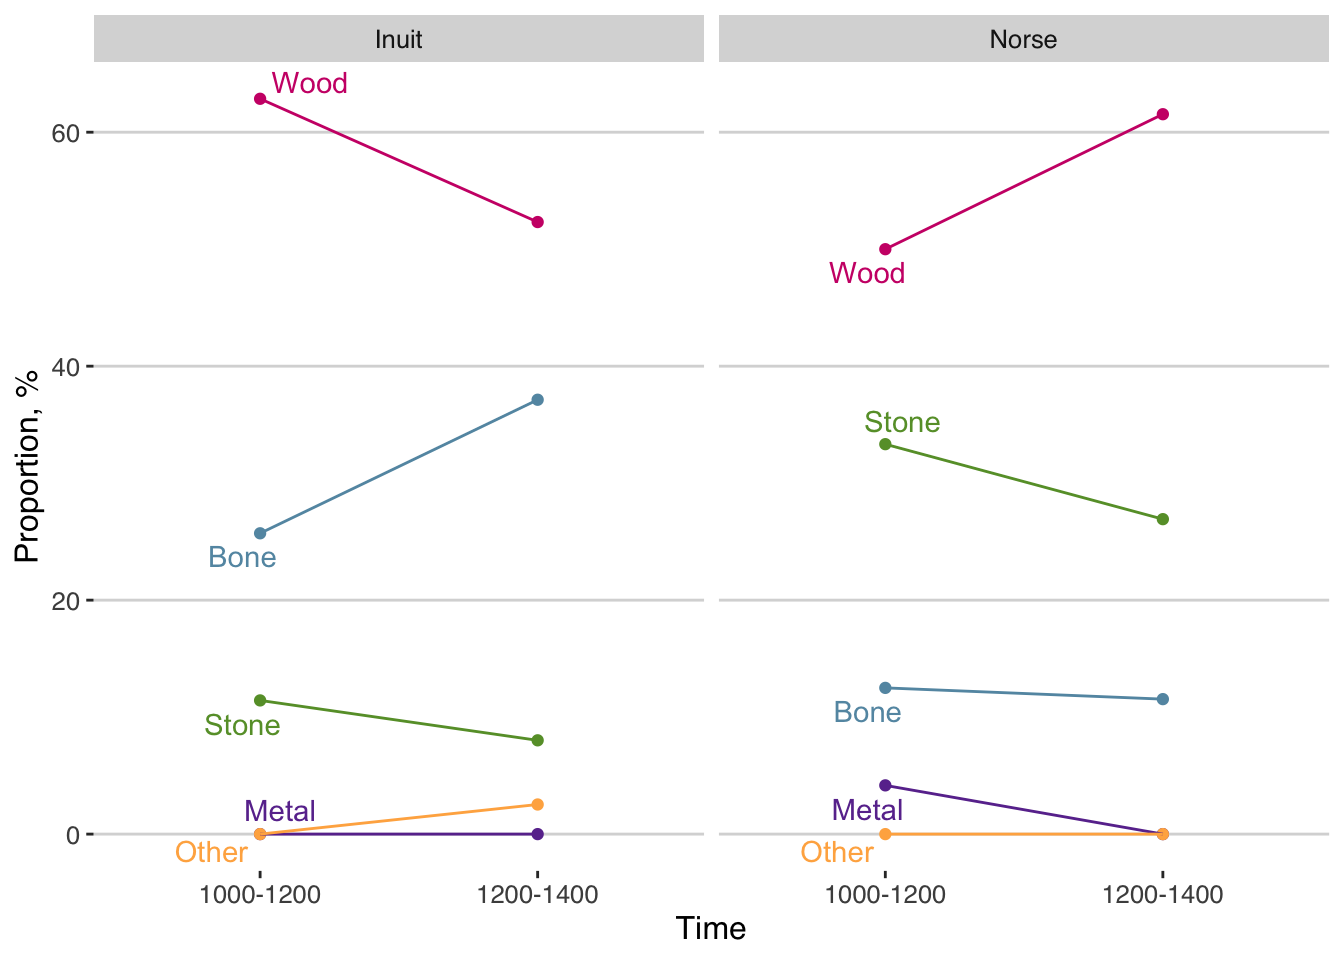 Inuit
Norse
Proportion, %
60
40
20
0
Wood
Bone
Stone
Metal
Other
Wood
Stone
Bone
Metal
Other
1000-1200
1200-1400
1000-1200
1200-1400
Time